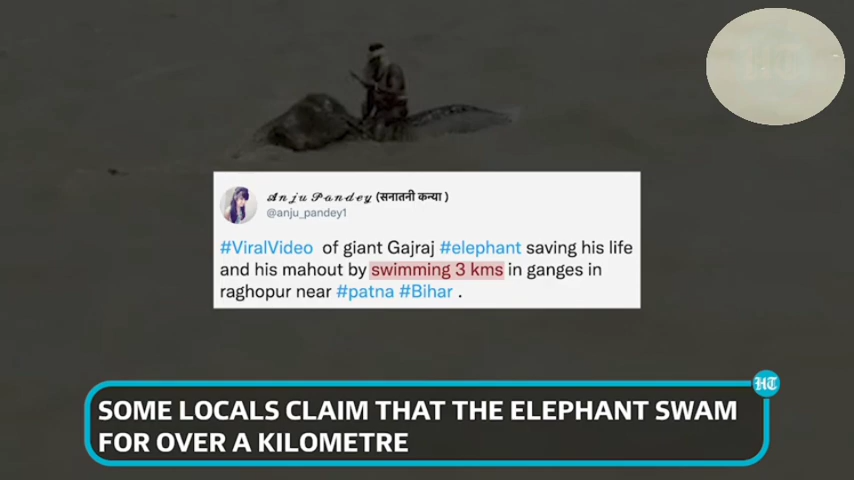 HT
𝓐𝓷𝓳𝓾 𝓟𝓪𝓷𝓭𝓮𝔂 (सनातनी कन्या )
@anju_pandey1
#ViralVideo of giant Gajraj #elephant saving his life
and his mahout by swimming 3 kms in ganges in
raghopur near #patna #Bihar .
HT
SOME LOCALS CLAIM THAT THE ELEPHANT SWAM
FOR OVER A KILOMETRE